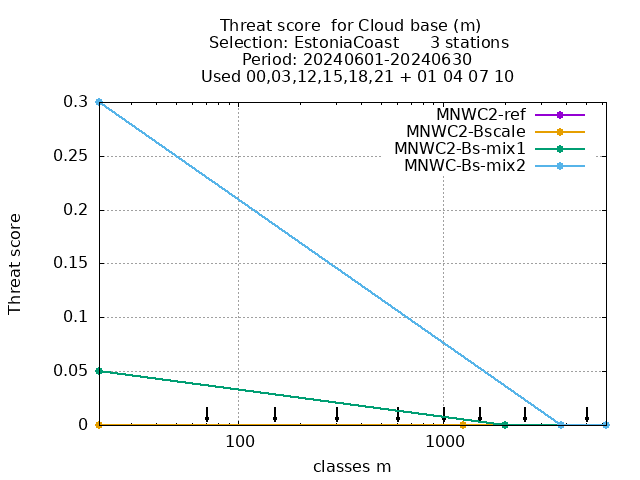 Threat score  for Cloud base (m)
Selection: EstoniaCoast      3 stations
Period: 20240601-20240630
Used 00,03,12,15,18,21 + 01 04 07 10
MNWC2-ref
MNWC2-Bscale
MNWC2-Bs-mix1
MNWC-Bs-mix2
Threat score
0.3
0.25
0.2
0.15
0.1
0.05
0
100
1000
classes m